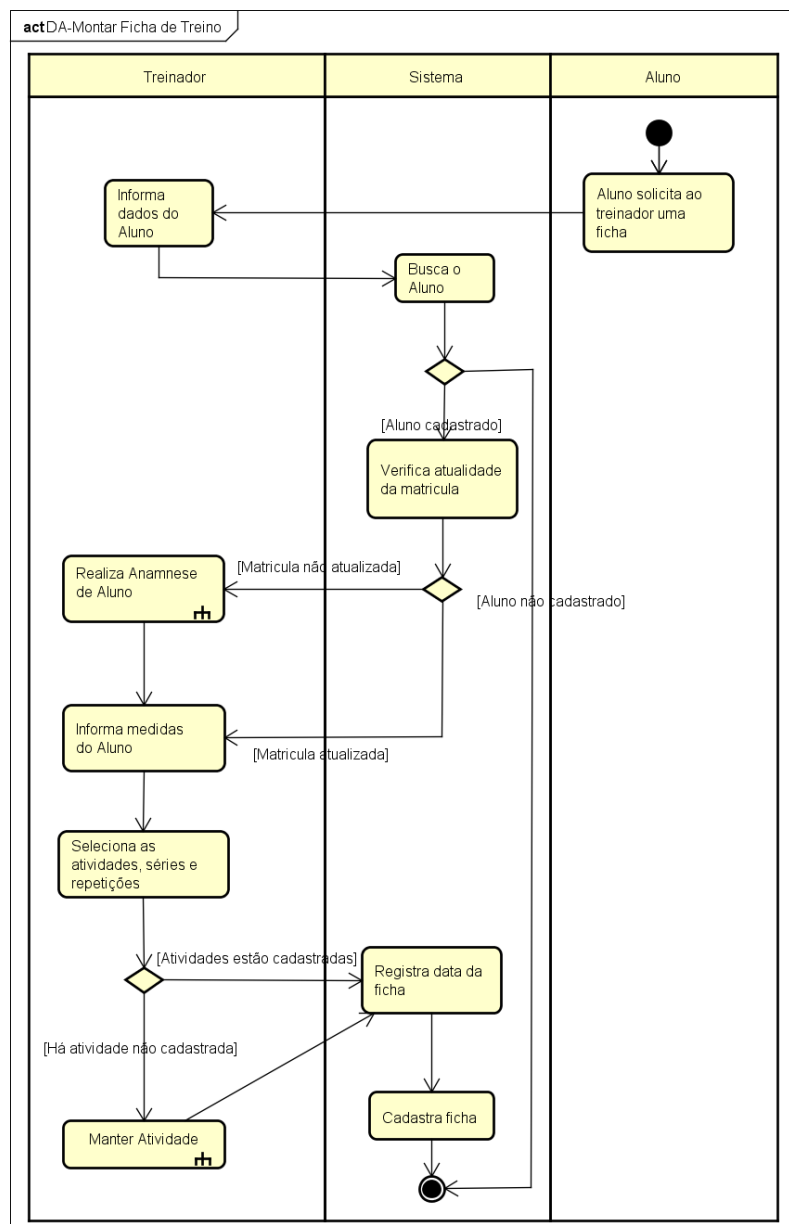 act DA-Montar Ficha de Treino
Treinador
Sistema
Aluno
Informa
dados do
Aluno
Aluno solicita ao
treinador uma
ficha
Busca o
Aluno
[Aluno cadastrado]
Verifica atualidade
da matricula
Realiza Anamnese
de Aluno
[Matricula não atualizada]
[Aluno não cadastrado]
Informa medidas
do Aluno
[Matricula atualizada]
Seleciona as
atividades, séries e
repetições
[Atividades estão cadastradas]
Registra data da
ficha
[Há atividade não cadastrada]
Manter Atividade
Cadastra ficha